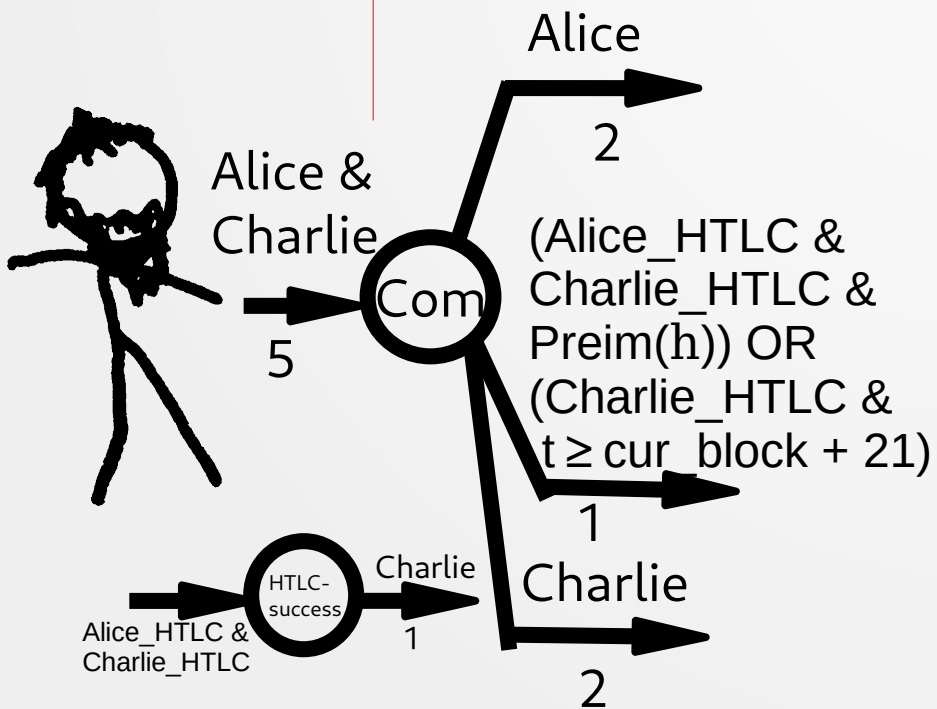 Alice
2
Alice &
Charlie
5
Com
(Alice_HTLC &
Charlie_HTLC &
Preim(h)) OR
(Charlie_HTLC &
t ≥ cur_block + 21)
1
Charlie
2
HTLC-
success
Alice_HTLC &
Charlie_HTLC
Charlie
1